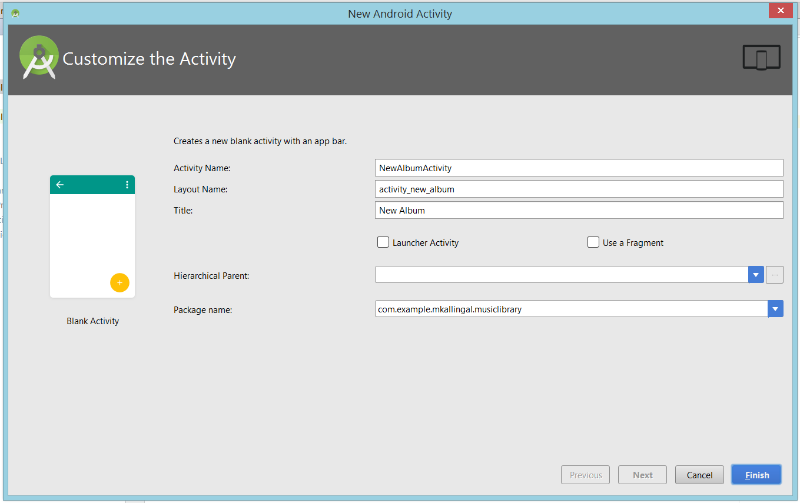 New Android Activity
Customize the Activity
Creates a new blank activity with an app bar.
Activity Name: NewAlbumActivity
Layout Name: activity_new_album
Title: New Album
Launcher Activity Use a Fragment
Hierarchical Parent: ...
Package name: com.example.mkallingal.musiclibrary
Blank Activity
Previous Next Cancel Finish